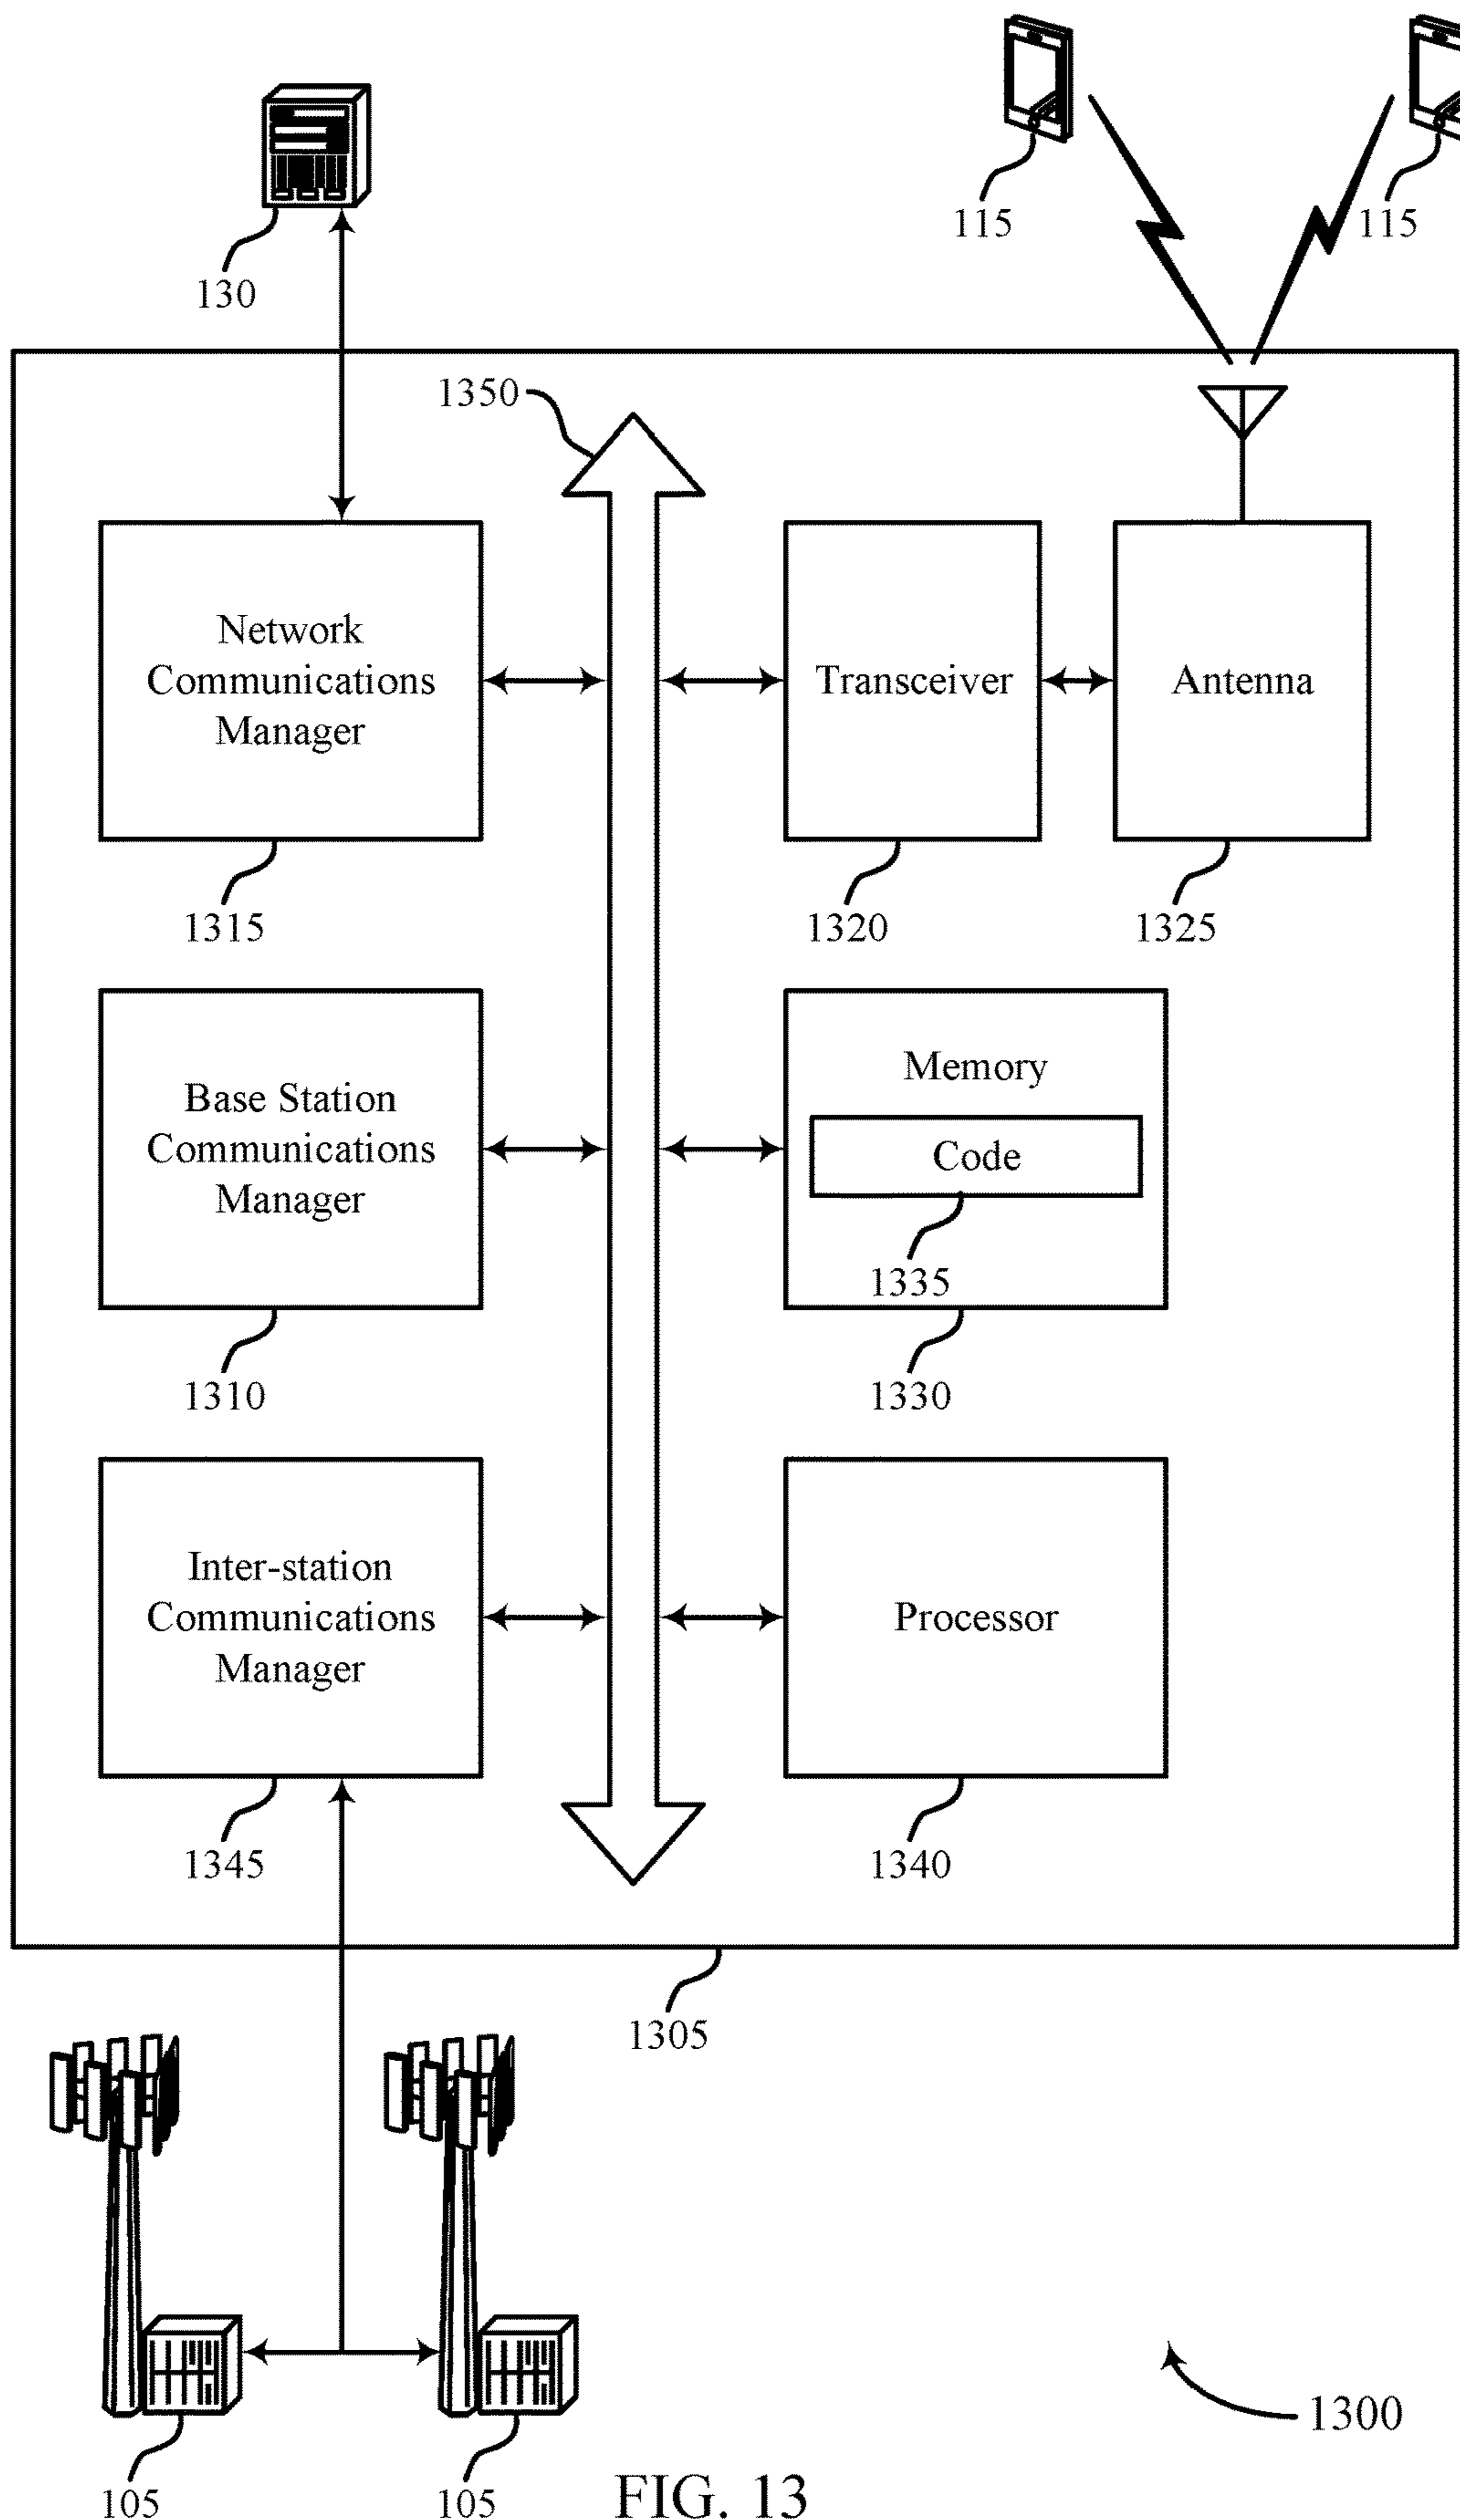 115
115
130
1350
Network
Communications
Manager
Transceiver
Antenna
1315
1320
1325
Base Station
Communications
Manager
Memory
Code
1335
1310
1330
Inter-station
Communications
Manager
Processor
1345
1340
1305
1300
105
105
FIG. 13